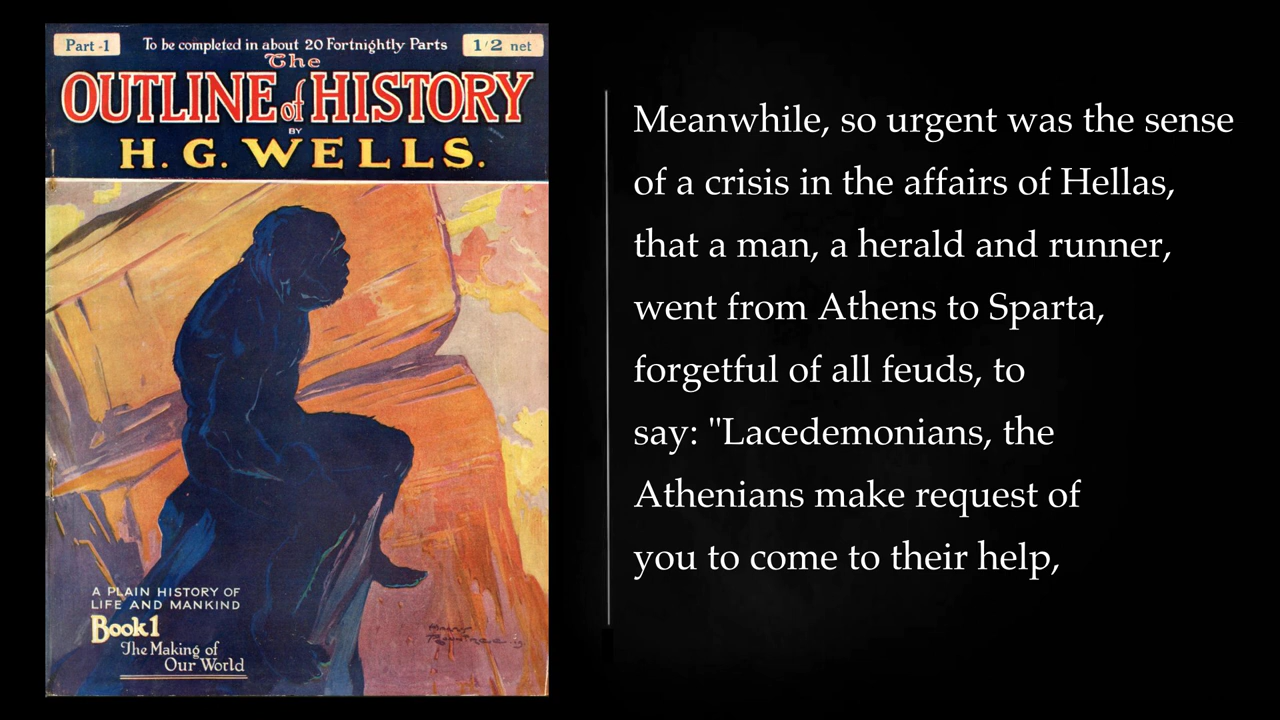 Part -1
To be completed in about 20 Fortnightly Parts
1/2 net
The
OUTLINE of HISTORY
BY
H. G. WELLS.
A PLAIN HISTORY OF
LIFE AND MANKIND
Book 1
The Making of
Our World
Meanwhile, so urgent was the sense
of a crisis in the affairs of Hellas,
that a man, a herald and runner,
went from Athens to Sparta,
forgetful of all feuds, to
say: "Lacedemonians, the
Athenians make request of
you to come to their help,